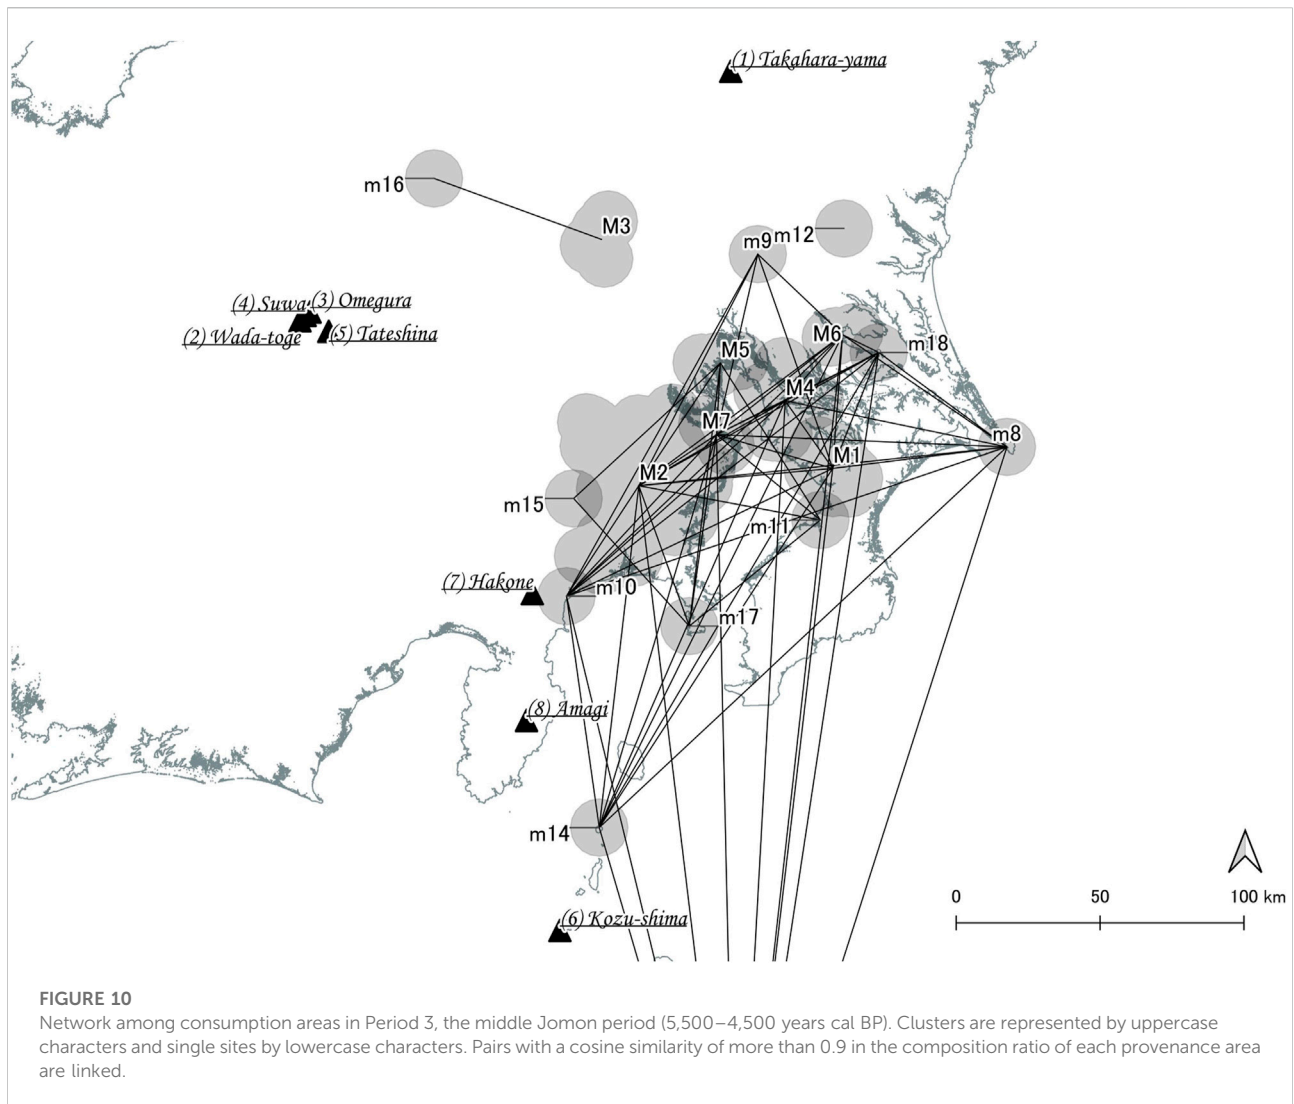 (1) Takahara-yama
m16
M3
m9
m12
(4) Suwa
(3) Omegura
(2) Wada-toge
(5) Tateshina
M6
m18
M5
M4
M7
m8
M1
M2
m15
m11
(7) Hakone
m10
m17
(8) Amagi
m14
(6) Kozu-shima
0 50 100 km
FIGURE 10
Network among consumption areas in Period 3, the middle Jomon period (5,500–4,500 years cal BP). Clusters are represented by uppercase
characters and single sites by lowercase characters. Pairs with a cosine similarity of more than 0.9 in the composition ratio of each provenance area
are linked.